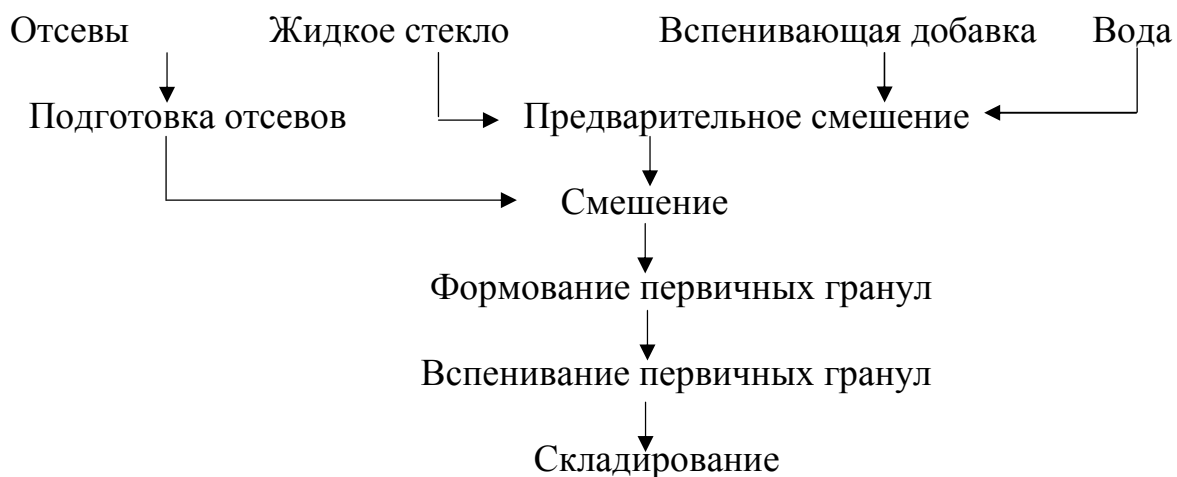 Отсевы Жидкое стекло Вспенивающая добавка Вода
Подготовка отсевов Предварительное смешение
Смешение
Формование первичных гранул
Вспенивание первичных гранул
Складирование